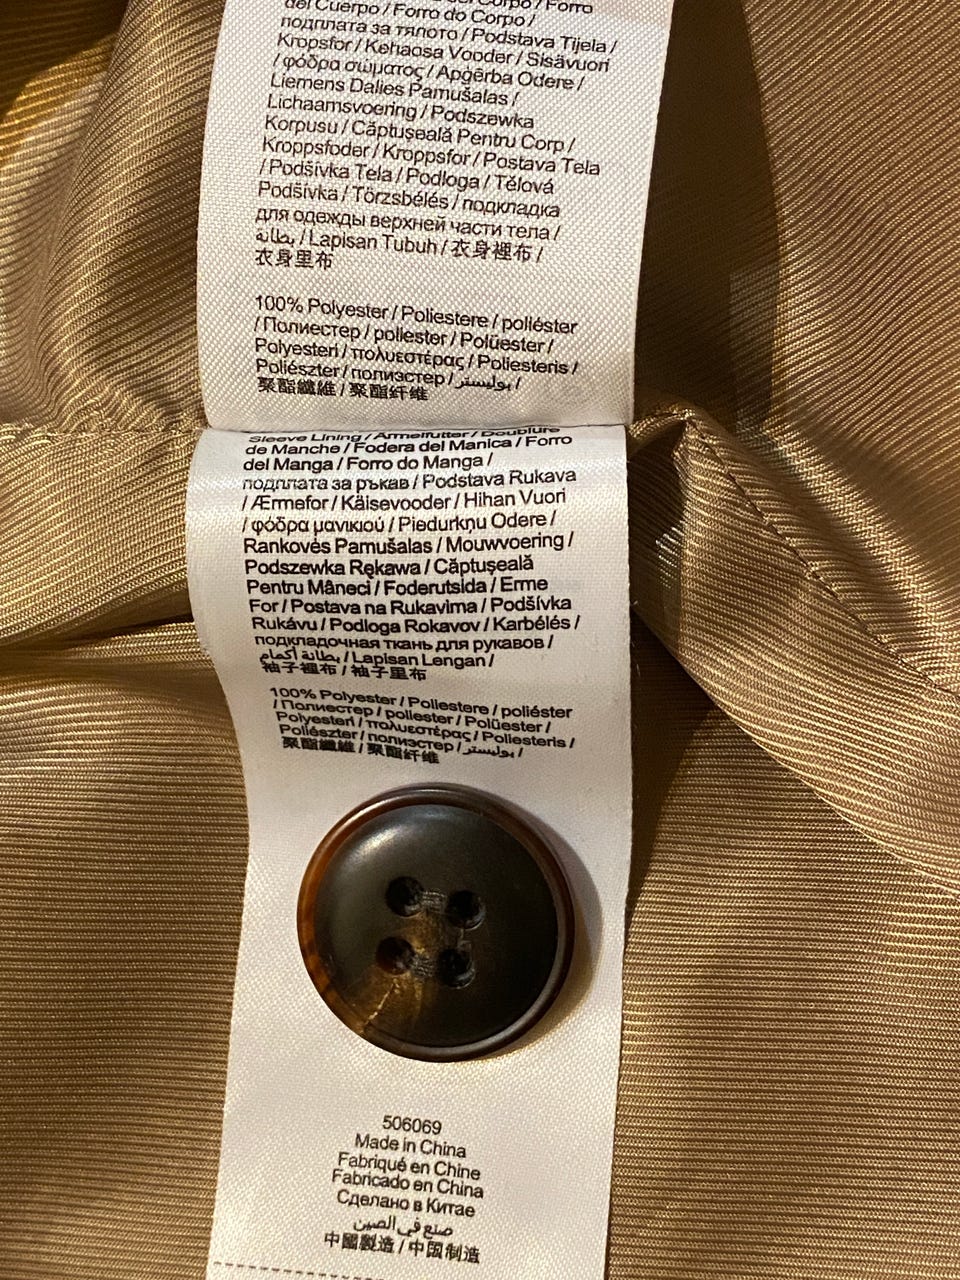 del Cuerpo / Forro do Corpo /
подплата за тялото / Podstava Tijela /
Kropsfor / Kehaosa Vooder / Sisävuori
/ φόδρα σώματος / Apģērba Odere /
Liemens Dalies Pamušalas /
Lichaamsvoering / Podszewka
Korpusu / Căptușeală Pentru Corp /
Kroppsfoder / Kroppsfor / Postava Tela
/ Podšívka Tela / Podloga / Tělová
Podšívka / Törzsbélés / подкладка
для одежды верхней части тела /
بطانة / Lapisan Tubuh / 衣身裡布 /
衣身里布
100% Polyester / Poliestere / poliéster
/ Полиестер / poliester / Polüester /
Polyesteri / πολυεστέρας / Poliesteris /
Poliészter / полиэстер / بوليستر /
聚酯纖維 / 聚酯纤维
Sleeve Lining / Armelfutter / Doublure
de Manche / Fodera del Manica / Forro
del Manga / Forro do Manga /
подплата за ръкав / Podstava Rukava
/ Ærmefor / Käisevooder / Hihan Vuori
/ φόδρα μανικιού / Piedurkņu Odere /
Rankovės Pamušalas / Mouwvoering /
Podszewka Rękawa / Căptușeală
Pentru Mâneci / Foderutsida / Erme
For / Postava na Rukavima / Podšívka
Rukávu / Podloga Rokavov / Karbélés /
подкладочная ткань для рукавов /
بطانة أكمام / Lapisan Lengan /
袖子裡布 / 袖子里布
100% Polyester / Poliestere / poliéster
/ Полиестер / poliester / Polüester /
Polyesteri / πολυεστέρας / Poliesteris /
Poliészter / полиэстер / بوليستر /
聚酯纖維 / 聚酯纤维
506069
Made in China
Fabriqué en Chine
Fabricado en China
Сделано в Китае
صنع في الصين
中國製造 / 中国制造